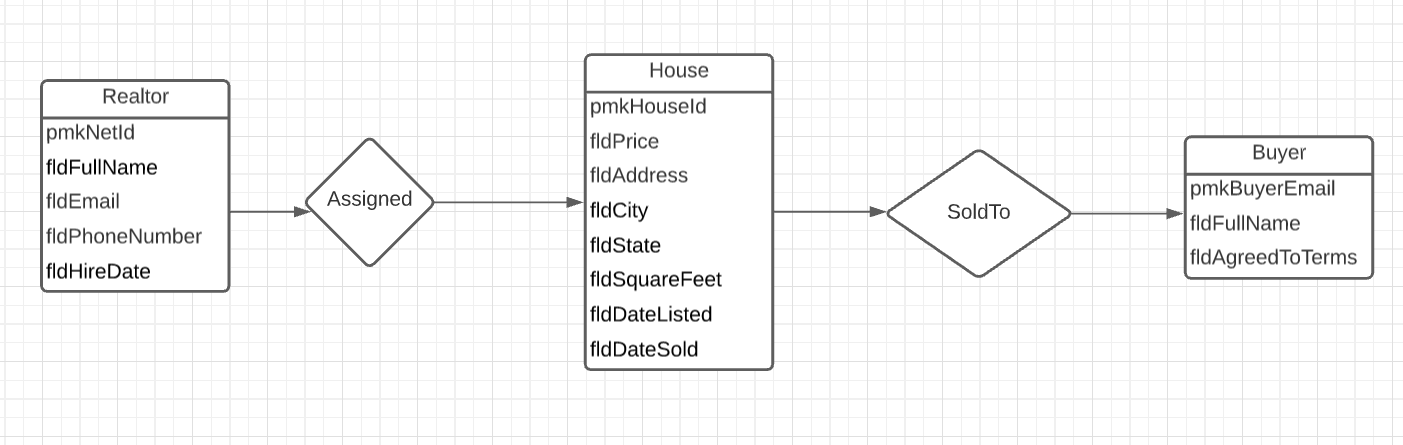 Realtor
pmkNetId
fldFullName
fldEmail
fldPhoneNumber
fldHireDate
Assigned
House
pmkHouseId
fldPrice
fldAddress
fldCity
fldState
fldSquareFeet
fldDateListed
fldDateSold
SoldTo
Buyer
pmkBuyerEmail
fldFullName
fldAgreedToTerms